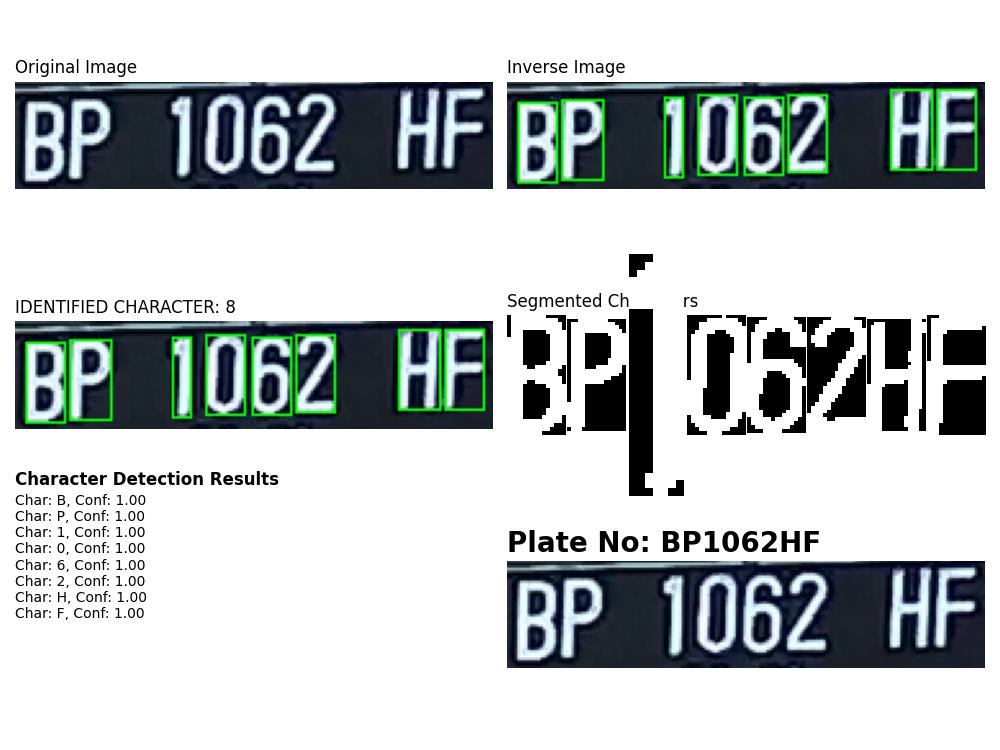 Original Image
BP 1062 HF
Inverse Image
BP 1062 HF
IDENTIFIED CHARACTER: 8
BP 1062 HF
Segmented Ch rs
BP1062HF
Character Detection Results
Char: B, Conf: 1.00
Char: P, Conf: 1.00
Char: 1, Conf: 1.00
Char: 0, Conf: 1.00
Char: 6, Conf: 1.00
Char: 2, Conf: 1.00
Char: H, Conf: 1.00
Char: F, Conf: 1.00
Plate No: BP1062HF
BP 1062 HF